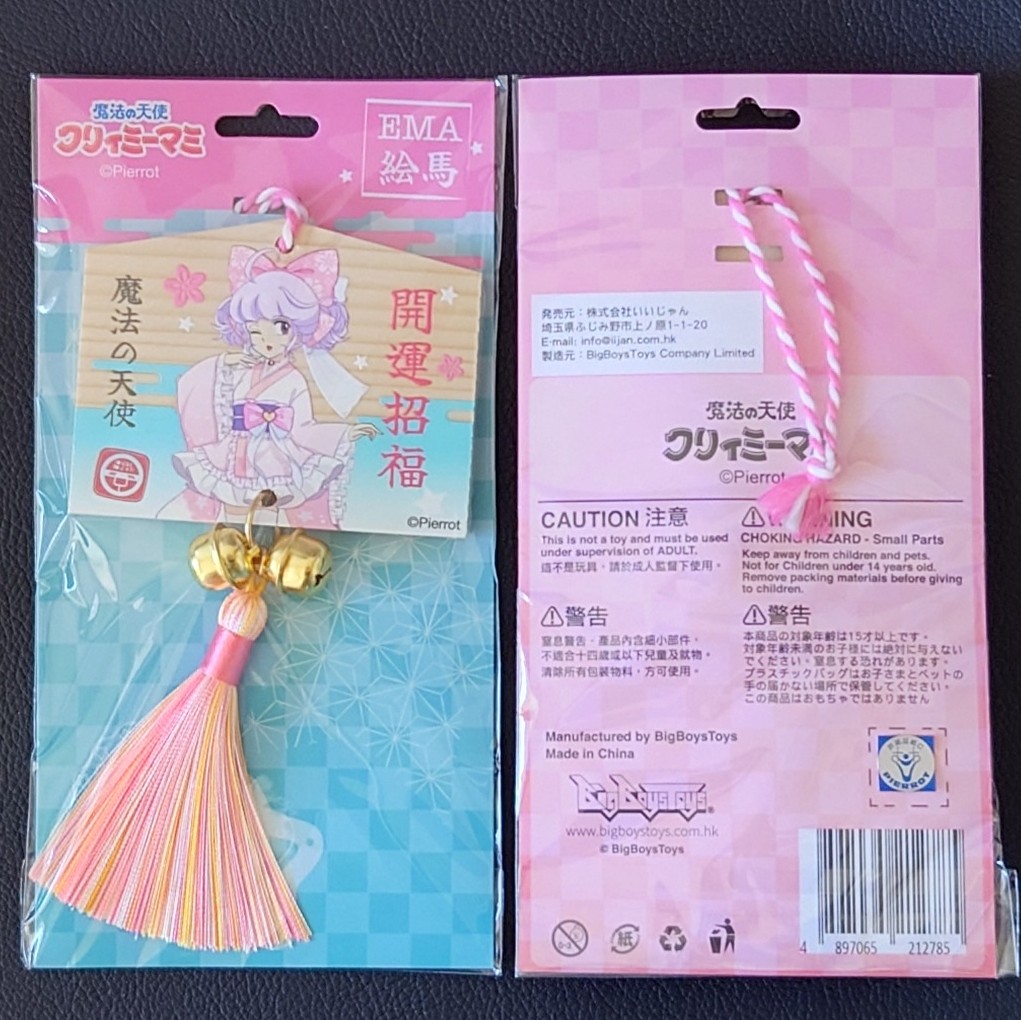 魔法の天使
クリィミーマミ
©Pierrot
EMA
絵馬
魔法の天使
開運招福
©Pierrot
発売元：株式会社いいじゃん
埼玉県ふじみ野市上ノ原1-1-20
E-mail: info@iijan.com.hk
製造元：BigBoysToys Company Limited
魔法の天使
クリィミーマ
©Pierrot
CAUTION 注意
This is not a toy and must be used
under supervision of ADULT.
這不是玩具，請於成人監督下使用。
CHOKING HAZARD - Small Parts
Keep away from children and pets.
Not for Children under 14 years old.
Remove packing materials before giving
to children.
警告
窒息警告，產品內含細小部件，
不適合十四歲或以下兒童及寵物。
清除所有包裝物料，方可使用。
警告
本商品の対象年齢は15才以上です。
対象年齢未満のお子様には絶対に与えない
でください。窒息する恐れがあります。
プラスチックバッグはお子さまとペットの
手の届かない場所で保管してください。
この商品はおもちゃではありません
Manufactured by BigBoysToys
Made in China
BigBoysToys®
www.bigboystoys.com.hk
© BigBoysToys
PIERROT
0-3
紙
4 897065 212785